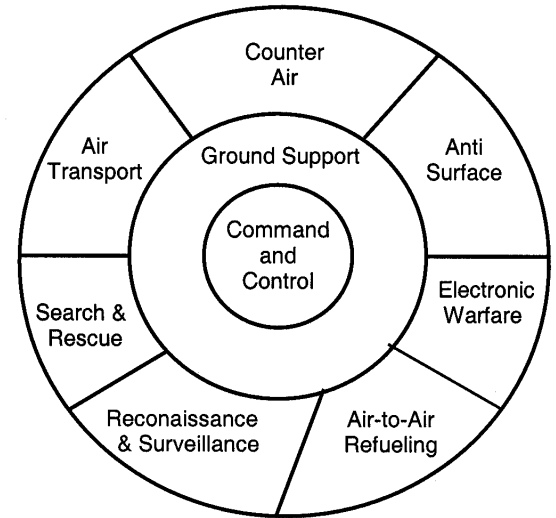 Counter
Air
Air
Transport
Ground Support
Anti
Surface
Command
and
Control
Search &
Rescue
Electronic
Warfare
Reconaissance
& Surveillance
Air-to-Air
Refueling